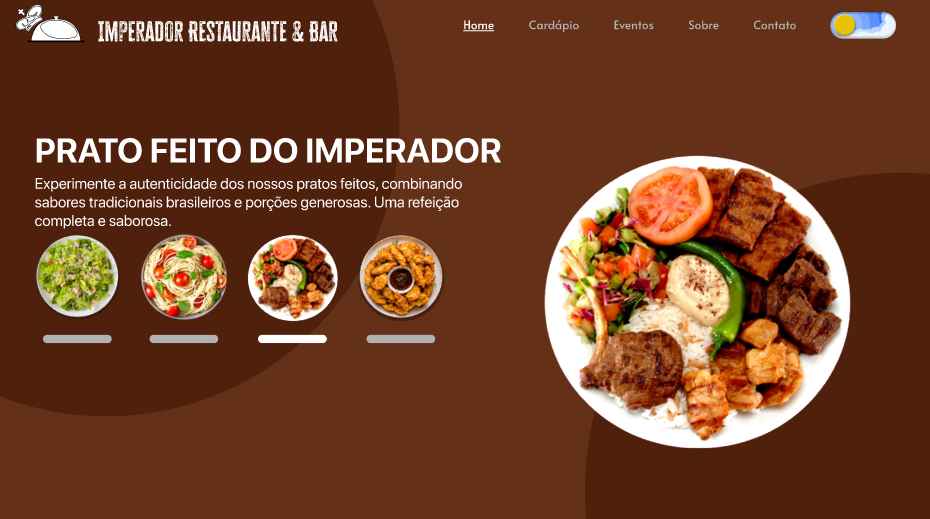 IMPERADOR RESTAURANTE & BAR
Home Cardápio Eventos Sobre Contato
PRATO FEITO DO IMPERADOR
Experimente a autenticidade dos nossos pratos feitos, combinando
sabores tradicionais brasileiros e porções generosas. Uma refeição
completa e saborosa.